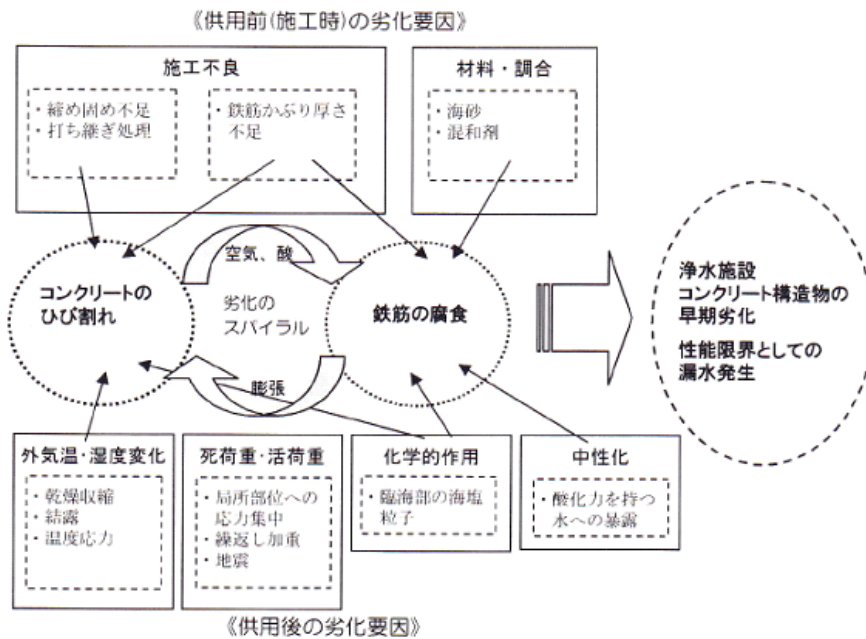 《供用前(施工時)の劣化要因》
施工不良
・締め固め不足
・打ち継ぎ処理
・鉄筋かぶり厚さ
不足
材料・調合
・海砂
・混和剤
空気、酸
コンクリートの
ひび割れ
劣化の
スパイラル
鉄筋の腐食
膨張
浄水施設
コンクリート構造物の
早期劣化
性能限界としての
漏水発生
外気温・湿度変化
・乾燥収縮
・結露
・温度応力
死荷重・活荷重
・局所部位への
応力集中
・繰返し加重
・地震
化学的作用
・臨海部の海塩
粒子
中性化
・酸化力を持つ
水への暴露
《供用後の劣化要因》